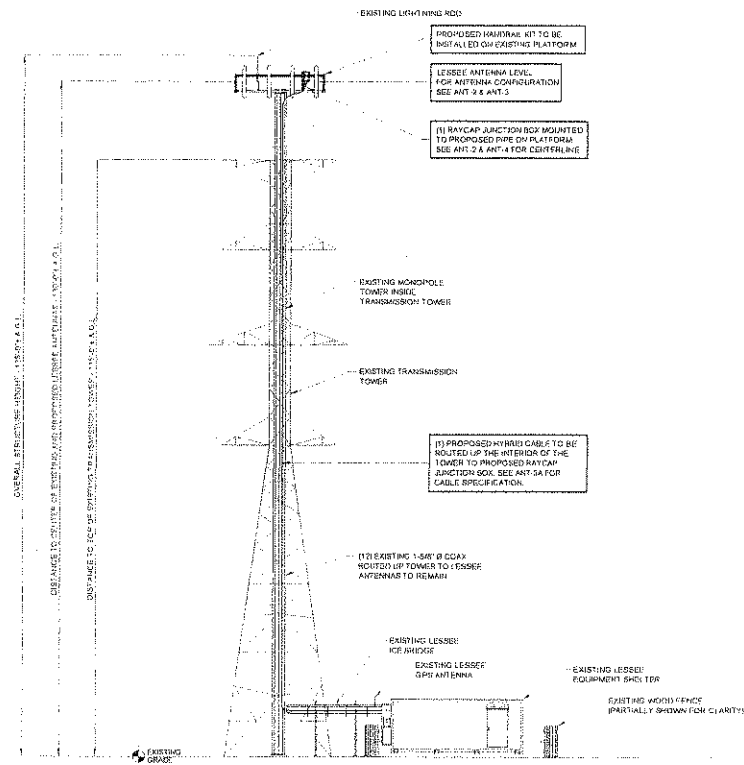 EXISTING LIGHTNING ROD
PROPOSED HANDRAIL KIT TO BE
INSTALLED ON EXISTING PLATFORM
LESSEE ANTENNA LEVEL
FOR ANTENNA CONFIGURATION
SEE ANT-2 & ANT-3
(1) RAYCAP JUNCTION BOX MOUNTED
TO PROPOSED PIPE ON PLATFORM
SEE ANT-2 & ANT-4 FOR CENTERLINE
EXISTING MONOPOLE
TOWER INSIDE
TRANSMISSION TOWER
EXISTING TRANSMISSION
TOWER
(1) PROPOSED HYBRID CABLE TO BE
ROUTED UP THE INTERIOR OF THE
TOWER TO PROPOSED RAYCAP
JUNCTION BOX. SEE ANT-5A FOR
CABLE SPECIFICATION.
(12) EXISTING 1-5/8" Ø COAX
ROUTED UP TOWER TO LESSEE
ANTENNAS TO REMAIN
EXISTING LESSEE
ICE BRIDGE
EXISTING LESSEE
GPS ANTENNA
EXISTING LESSEE
EQUIPMENT SHELTER
EXISTING WOOD FENCE
(PARTIALLY SHOWN FOR CLARITY)
EXISTING
GRADE
OVERALL STRUCTURE HEIGHT A.G.L.
DISTANCE TO CENTER OF EXISTING AND PROPOSED LESSEE ANTENNAS A.G.L.
DISTANCE TO TOP OF EXISTING TRANSMISSION TOWER A.G.L.